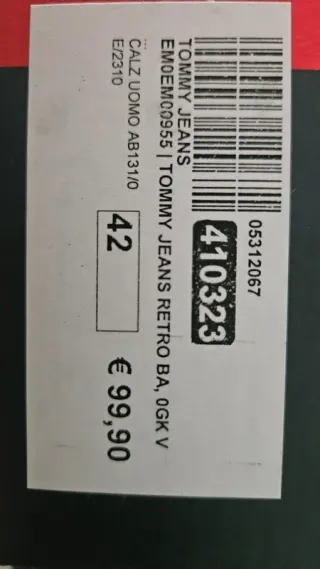 05312067
410323
TOMMY JEANS
EM0EM00955 | TOMMY JEANS RETRO BA, 0GK V
CALZ UOMO AB131/0
E/2310
42
€ 99,90